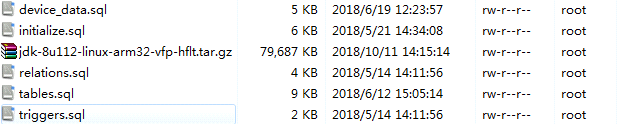 device_data.sql 5 KB 2018/6/19 12:23:57 rw-r--r-- root
initialize.sql 6 KB 2018/5/21 14:34:08 rw-r--r-- root
jdk-8u112-linux-arm32-vfp-hflt.tar.gz 79,687 KB 2018/10/11 14:15:14 rw-r--r-- root
relations.sql 4 KB 2018/5/14 14:11:56 rw-r--r-- root
tables.sql 9 KB 2018/6/12 15:05:14 rw-r--r-- root
triggers.sql 2 KB 2018/5/14 14:11:56 rw-r--r-- root